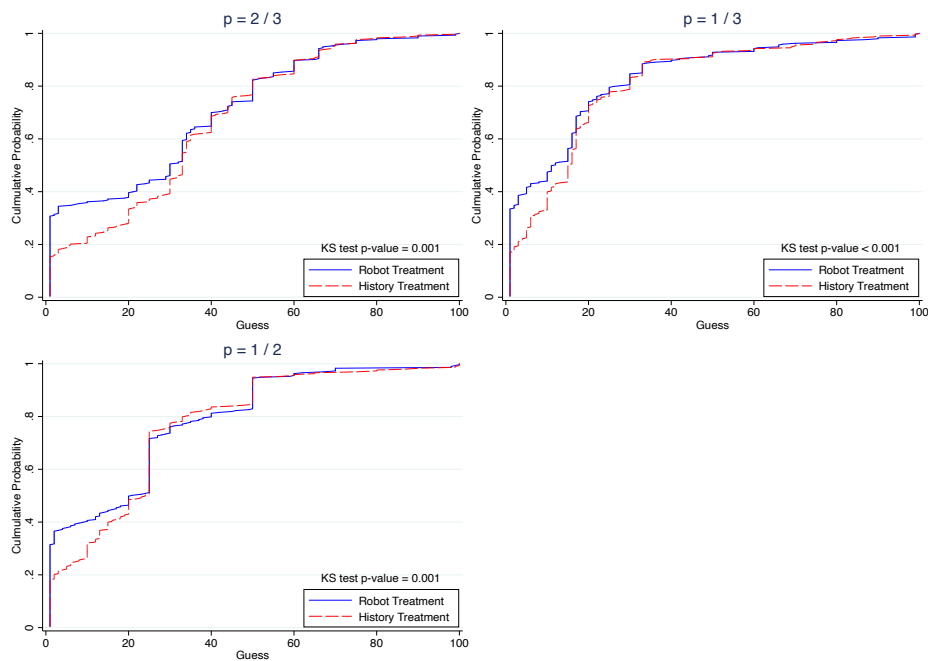 p = 2 / 3
Culmulative Probability
0 .2 .4 .6 .8 1
KS test p-value = 0.001
Robot Treatment
History Treatment
0 20 40 60 80 100
Guess
p = 1 / 3
Culmulative Probability
0 .2 .4 .6 .8 1
KS test p-value < 0.001
Robot Treatment
History Treatment
0 20 40 60 80 100
Guess
p = 1 / 2
Culmulative Probability
0 .2 .4 .6 .8 1
KS test p-value = 0.001
Robot Treatment
History Treatment
0 20 40 60 80 100
Guess